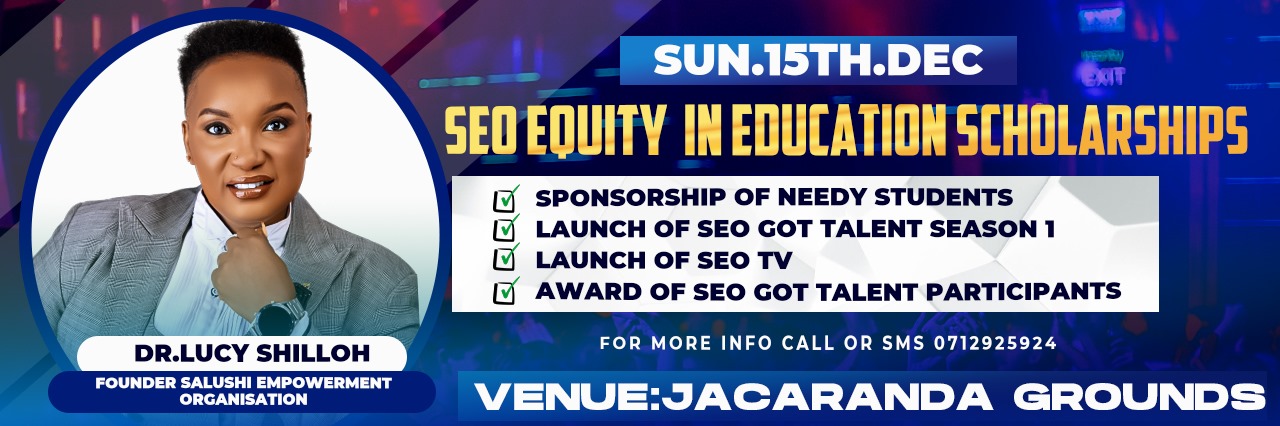 SUN.15TH.DEC
SEO EQUITY IN EDUCATION SCHOLARSHIPS
SPONSORSHIP OF NEEDY STUDENTS
LAUNCH OF SEO GOT TALENT SEASON 1
LAUNCH OF SEO TV
AWARD OF SEO GOT TALENT PARTICIPANTS
FOR MORE INFO CALL OR SMS 0712925924
VENUE:JACARANDA GROUNDS
DR.LUCY SHILLOH
FOUNDER SALUSHI EMPOWERMENT
ORGANISATION
EXIT